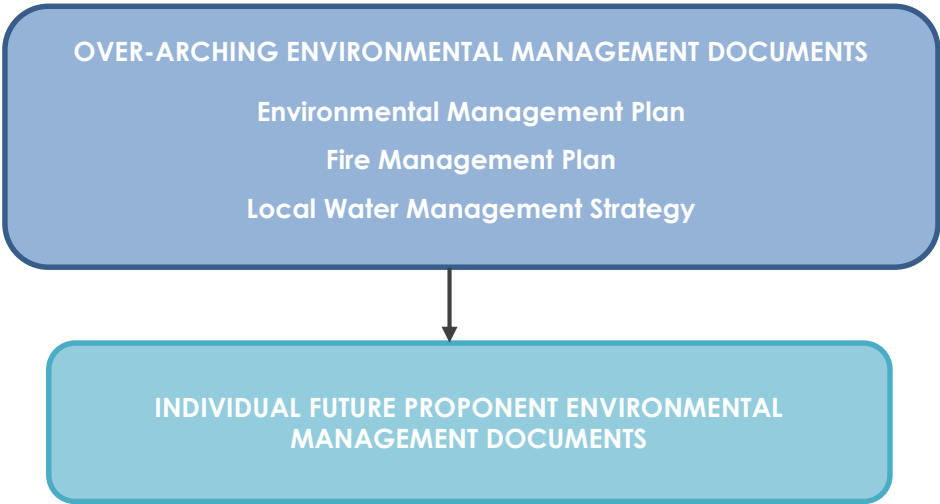 OVER-ARCHING ENVIRONMENTAL MANAGEMENT DOCUMENTS
Environmental Management Plan
Fire Management Plan
Local Water Management Strategy
INDIVIDUAL FUTURE PROPONENT ENVIRONMENTAL
MANAGEMENT DOCUMENTS